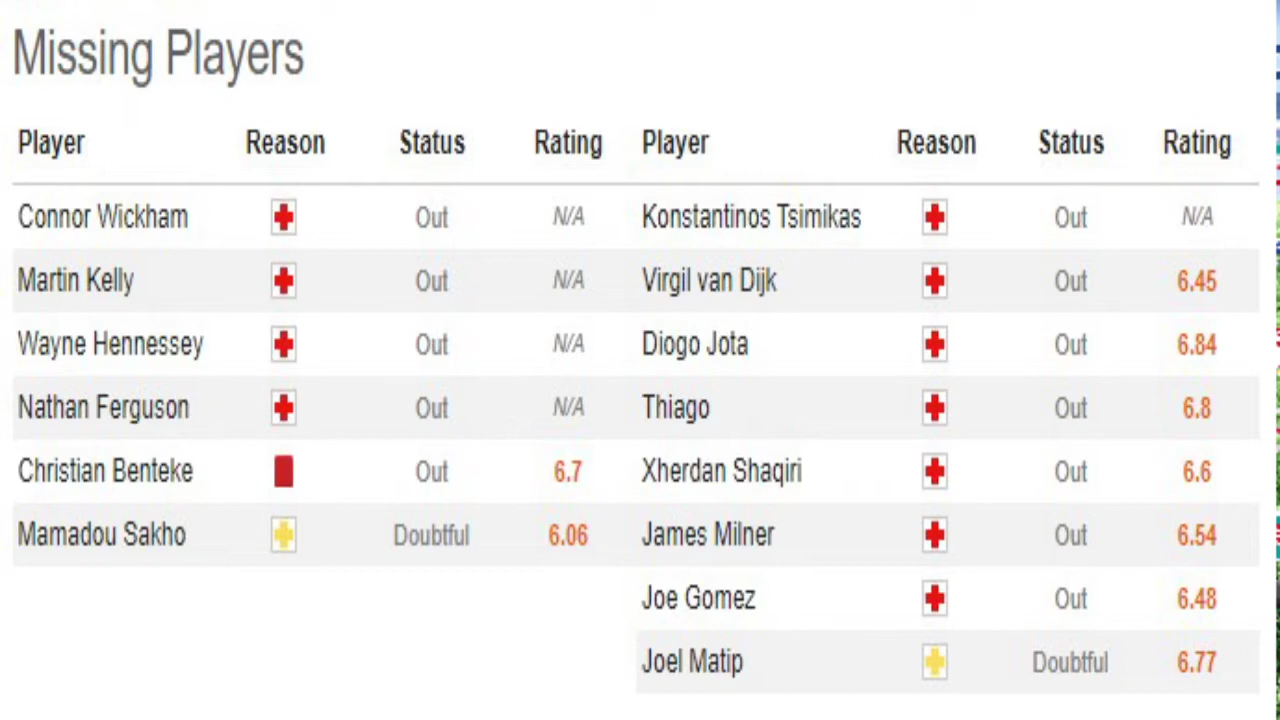 Missing Players
Player Reason Status Rating Player Reason Status Rating
Connor Wickham Out N/A Konstantinos Tsimikas Out N/A
Martin Kelly Out N/A Virgil van Dijk Out 6.45
Wayne Hennessey Out N/A Diogo Jota Out 6.84
Nathan Ferguson Out N/A Thiago Out 6.8
Christian Benteke Out 6.7 Xherdan Shaqiri Out 6.6
Mamadou Sakho Doubtful 6.06 James Milner Out 6.54
Joe Gomez Out 6.48
Joel Matip Doubtful 6.77